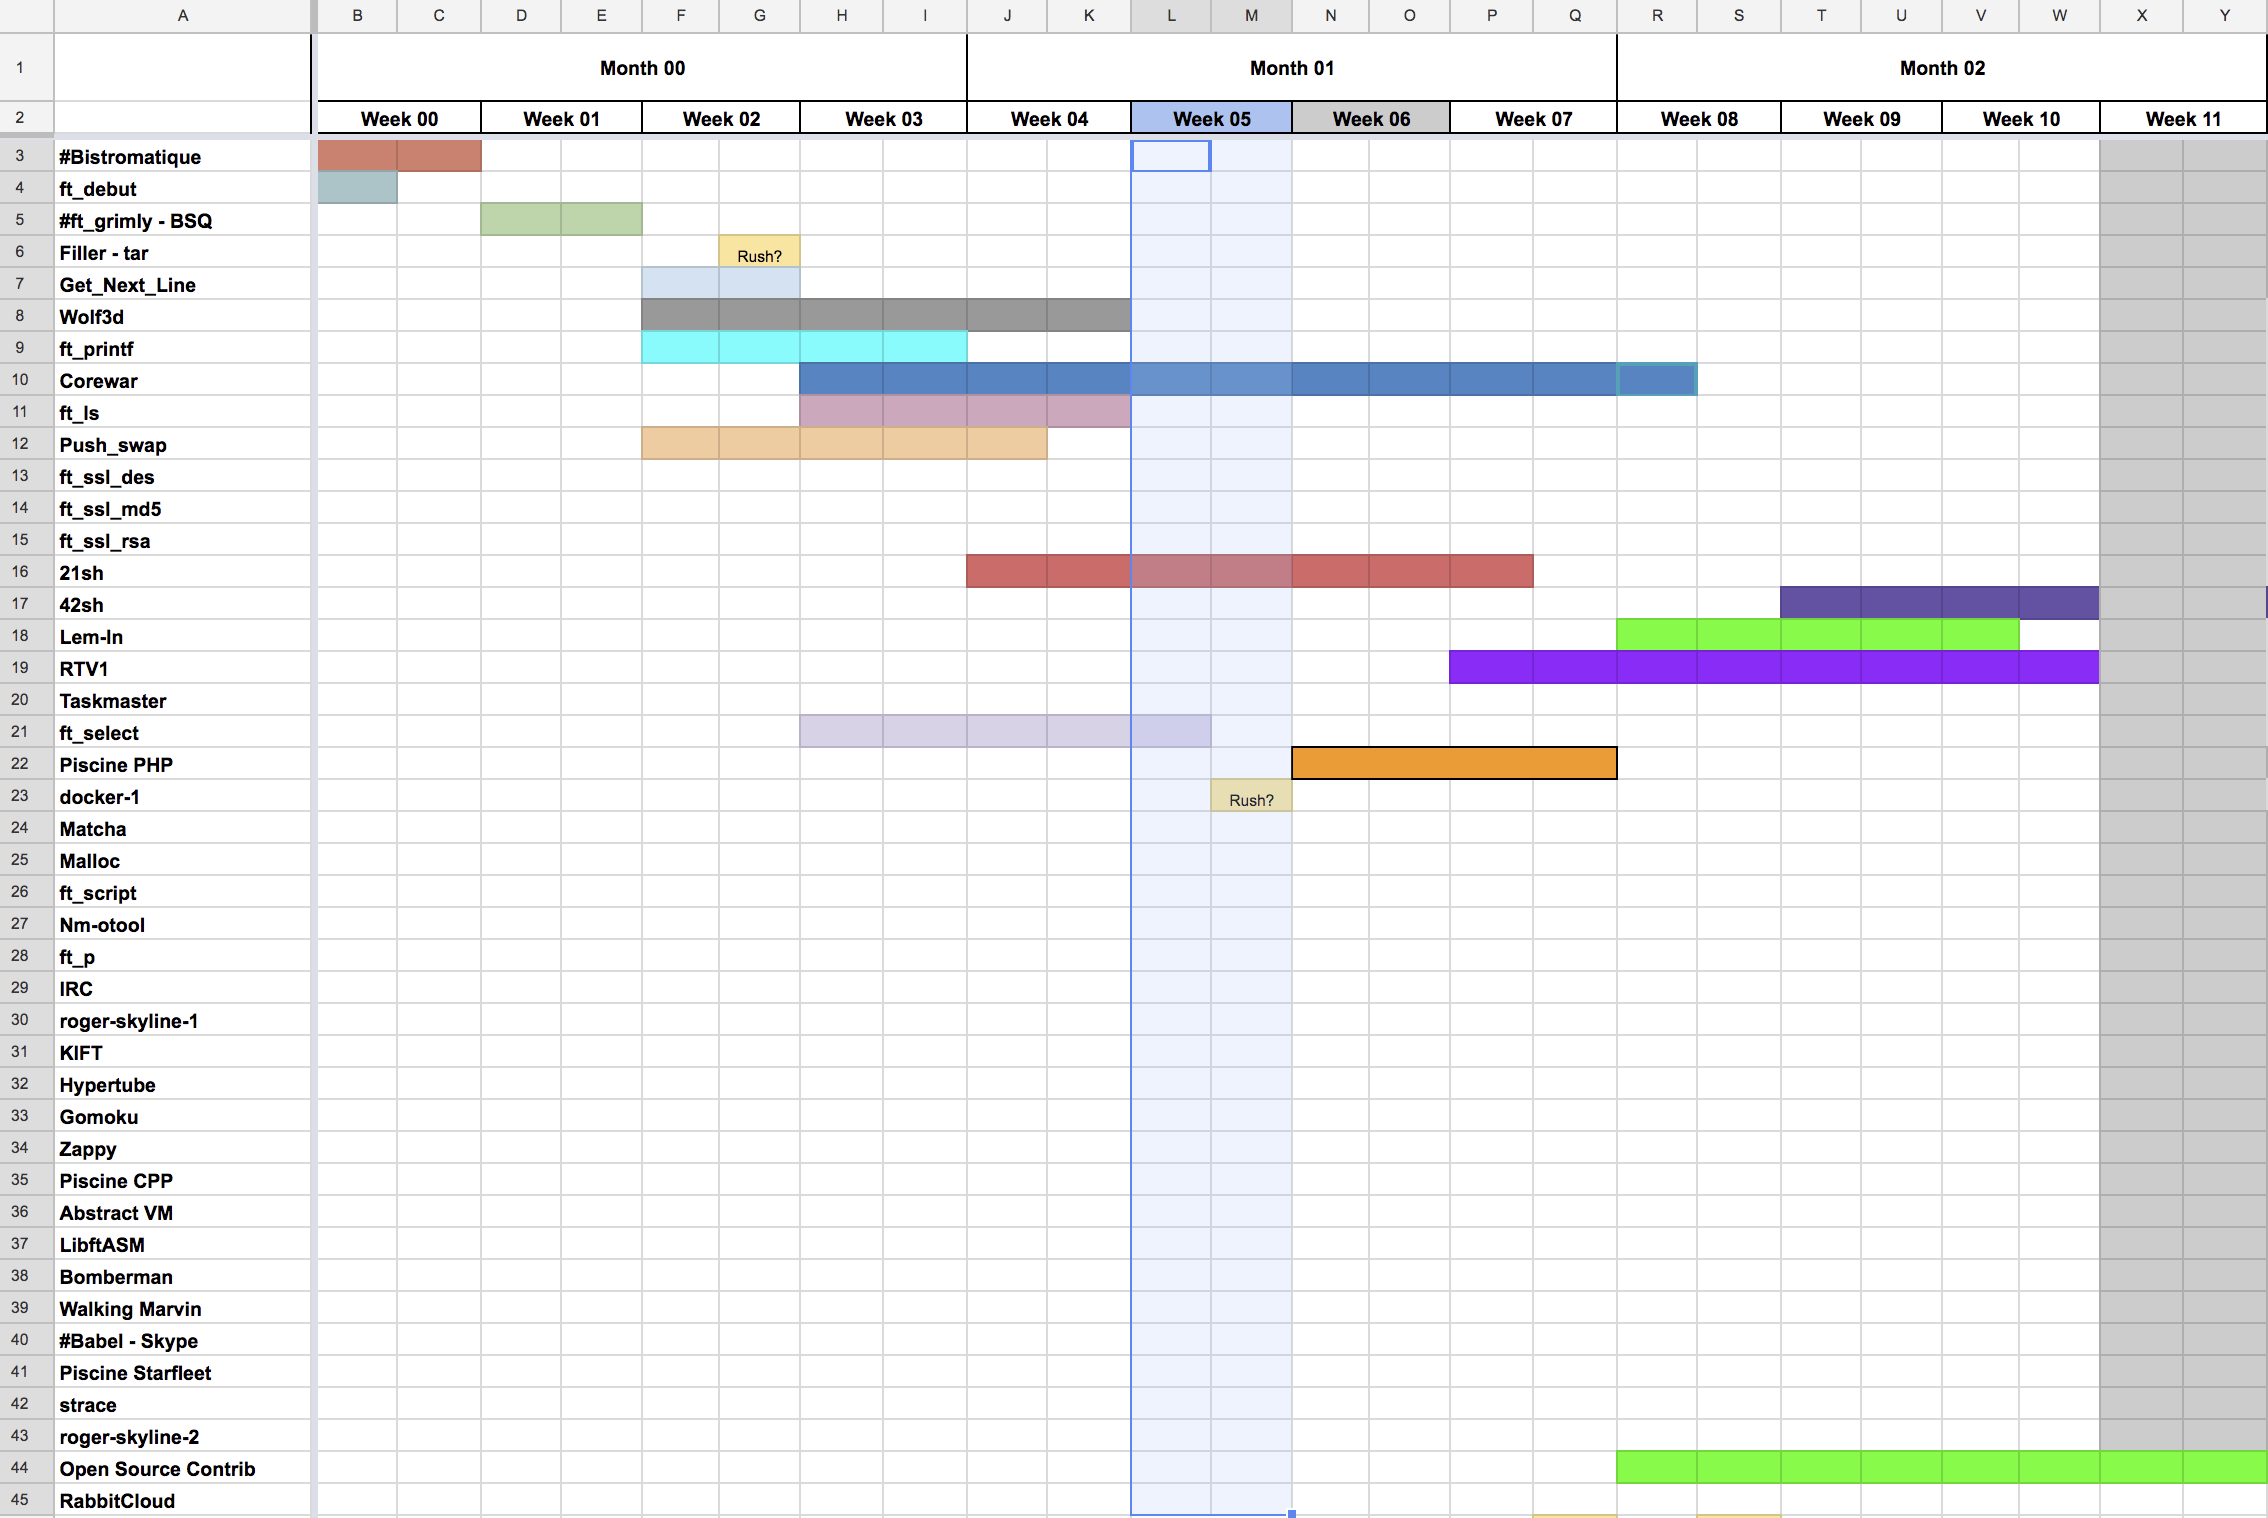 A B C D E F G H I J K L M N O P Q R S T U V W X Y
1 Month 00 Month 01 Month 02
2 Week 00 Week 01 Week 02 Week 03 Week 04 Week 05 Week 06 Week 07 Week 08 Week 09 Week 10 Week 11
3 #Bistromatique
4 ft_debut
5 #ft_grimly - BSQ
6 Filler - tar Rush?
7 Get_Next_Line
8 Wolf3d
9 ft_printf
10 Corewar
11 ft_ls
12 Push_swap
13 ft_ssl_des
14 ft_ssl_md5
15 ft_ssl_rsa
16 21sh
17 42sh
18 Lem-In
19 RTV1
20 Taskmaster
21 ft_select
22 Piscine PHP
23 docker-1 Rush?
24 Matcha
25 Malloc
26 ft_script
27 Nm-otool
28 ft_p
29 IRC
30 roger-skyline-1
31 KIFT
32 Hypertube
33 Gomoku
34 Zappy
35 Piscine CPP
36 Abstract VM
37 LibftASM
38 Bomberman
39 Walking Marvin
40 #Babel - Skype
41 Piscine Starfleet
42 strace
43 roger-skyline-2
44 Open Source Contrib
45 RabbitCloud